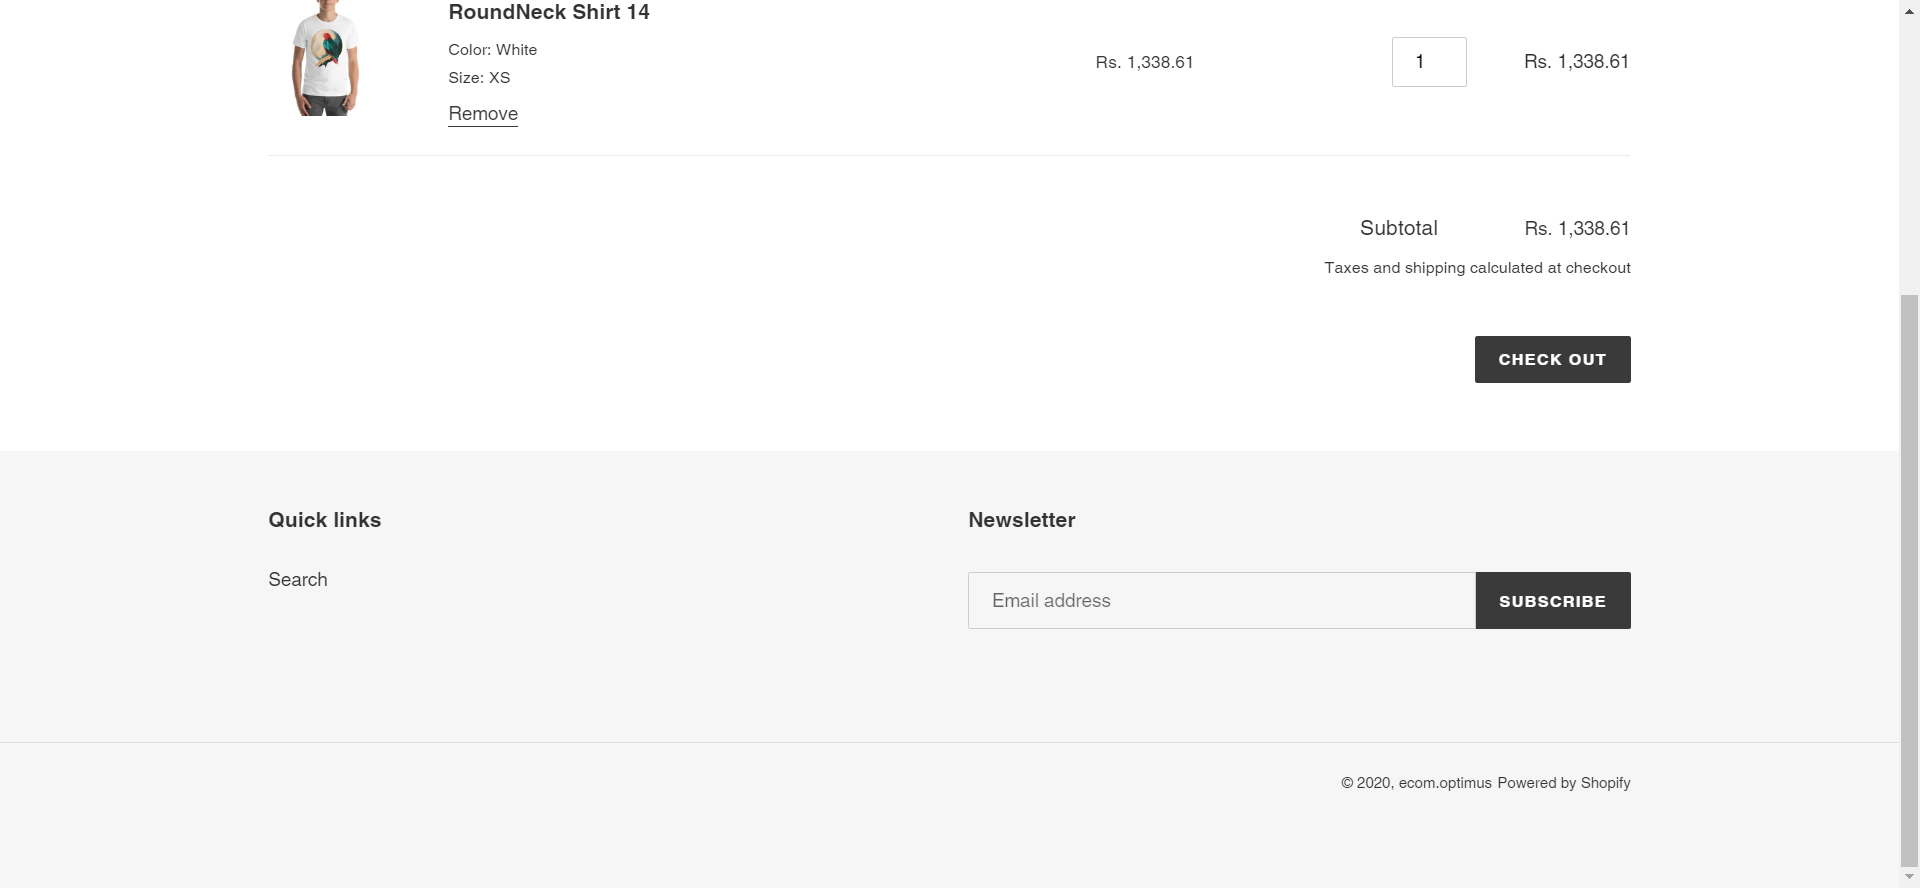 RoundNeck Shirt 14
Color: White
Size: XS
Remove
Rs. 1,338.61
1
Rs. 1,338.61
Subtotal Rs. 1,338.61
Taxes and shipping calculated at checkout
CHECK OUT
Quick links
Search
Newsletter
Email address
SUBSCRIBE
© 2020, ecom.optimus Powered by Shopify